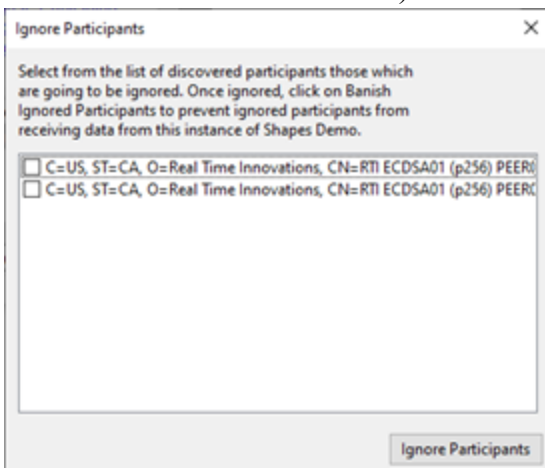 Ignore Participants
Select from the list of discovered participants those which
are going to be ignored. Once ignored, click on Banish
Ignored Participants to prevent ignored participants from
receiving data from this instance of Shapes Demo.
C=US, ST=CA, O=Real Time Innovations, CN=RTI ECDSA01 (p256) PEER
C=US, ST=CA, O=Real Time Innovations, CN=RTI ECDSA01 (p256) PEER
Ignore Participants